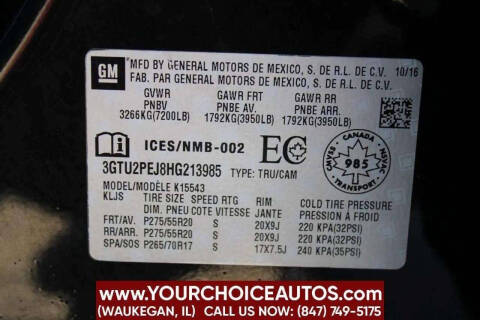 GM
MFD BY GENERAL MOTORS DE MEXICO, S. DE R.L. DE C.V. 10/16
FAB. PAR GENERAL MOTORS DE MEXICO, S. DE R.L. DE C.V.
GVWR GAWR FRT GAWR RR
PNBV PNBE AV. PNBE ARR.
3266KG(7200LB) 1792KG(3950LB) 1792KG(3950LB)
ICES/NMB-002 EC
CANADA
CMVSS NSVAC
985
TRANSPORT
3GTU2PEJ8HG213985 TYPE: TRU/CAM
MODEL/MODÈLE K15543
KLJS TIRE SIZE SPEED RTG RIM COLD TIRE PRESSURE
DIM. PNEU COTE VITESSE JANTE PRESSION À FROID
FRT/AV. P275/55R20 S 20X9J 220 KPA(32PSI)
RR/ARR. P275/55R20 S 20X9J 220 KPA(32PSI)
SPA/SOS P265/70R17 S 17X7.5J 240 KPA(35PSI)
WWW.YOURCHOICEAUTOS.COM
(WAUKEGAN, IL) CALL US NOW: (847) 749-5175